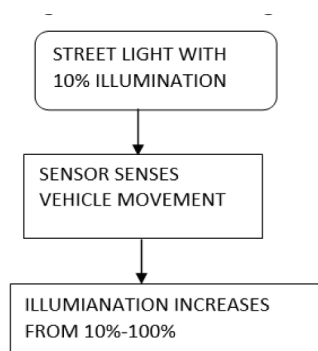 STREET LIGHT WITH
10% ILLUMINATION
SENSOR SENSES
VEHICLE MOVEMENT
ILLUMIANATION INCREASES
FROM 10%-100%